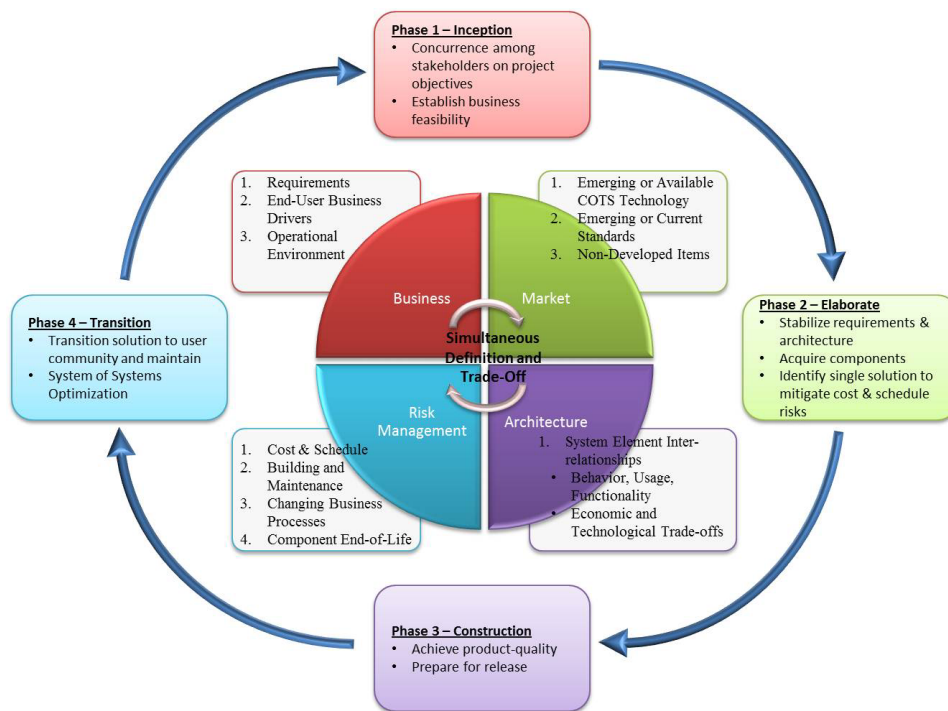 Phase 1 – Inception
• Concurrence among
stakeholders on project
objectives
• Establish business
feasibility
1. Requirements
2. End-User Business
Drivers
3. Operational
Environment
1. Emerging or Available
COTS Technology
2. Emerging or Current
Standards
3. Non-Developed Items
Business
Market
Simultaneous
Definition and
Trade-Off
Risk
Management
Architecture
Phase 4 – Transition
• Transition solution to user
community and maintain
• System of Systems
Optimization
Phase 2 – Elaborate
• Stabilize requirements &
architecture
• Acquire components
• Identify single solution to
mitigate cost & schedule
risks
1. Cost & Schedule
2. Building and
Maintenance
3. Changing Business
Processes
4. Component End-of-Life
1. System Element Inter-
relationships
• Behavior, Usage,
Functionality
• Economic and
Technological Trade-offs
Phase 3 – Construction
• Achieve product-quality
• Prepare for release